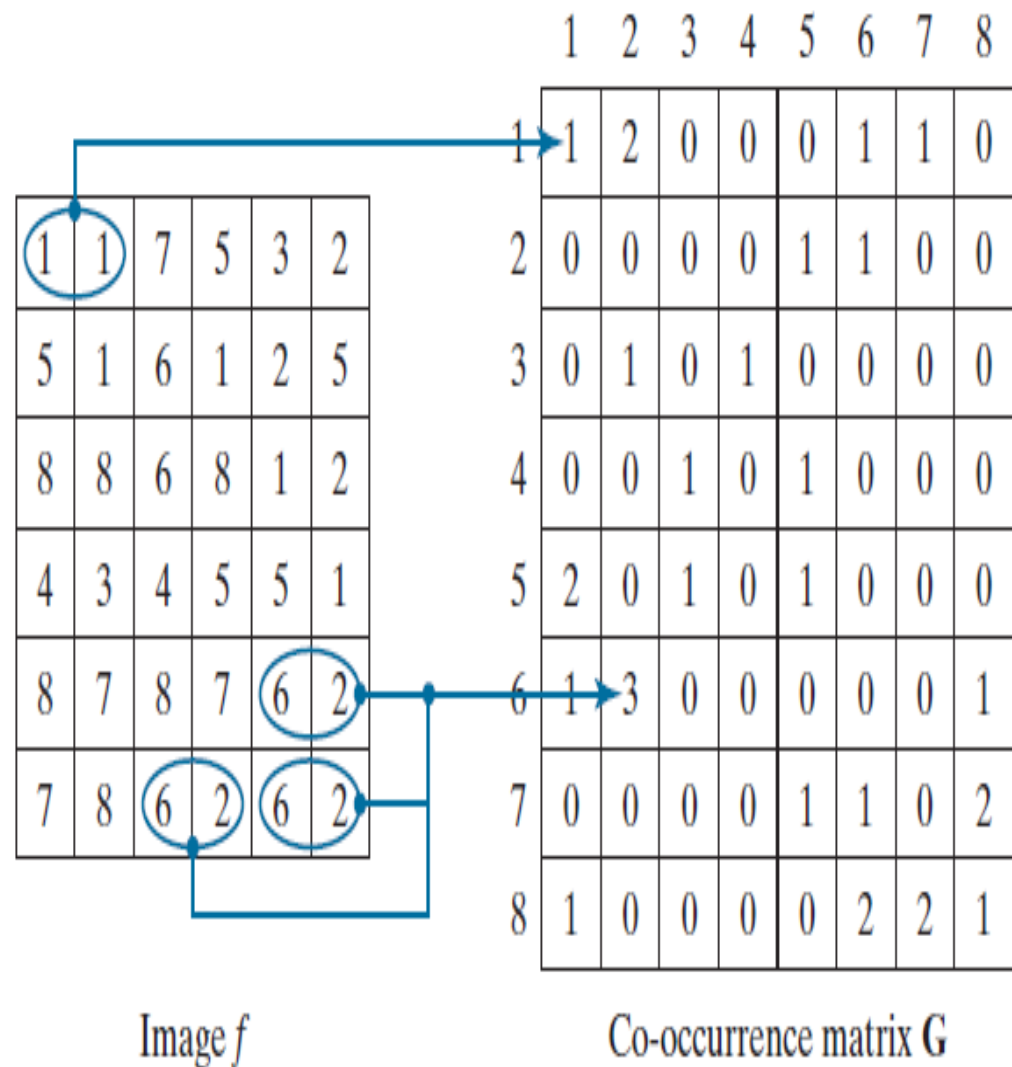 1 1 7 5 3 2
5 1 6 1 2 5
8 8 6 8 1 2
4 3 4 5 5 1
8 7 8 7 6 2
7 8 6 2 6 2
Image f
1 2 3 4 5 6 7 8
1 1 2 0 0 0 1 1 0
2 0 0 0 0 1 1 0 0
3 0 1 0 1 0 0 0 0
4 0 0 1 0 1 0 0 0
5 2 0 1 0 1 0 0 0
6 1 3 0 0 0 0 0 1
7 0 0 0 0 1 1 0 2
8 1 0 0 0 0 2 2 1
Co-occurrence matrix G